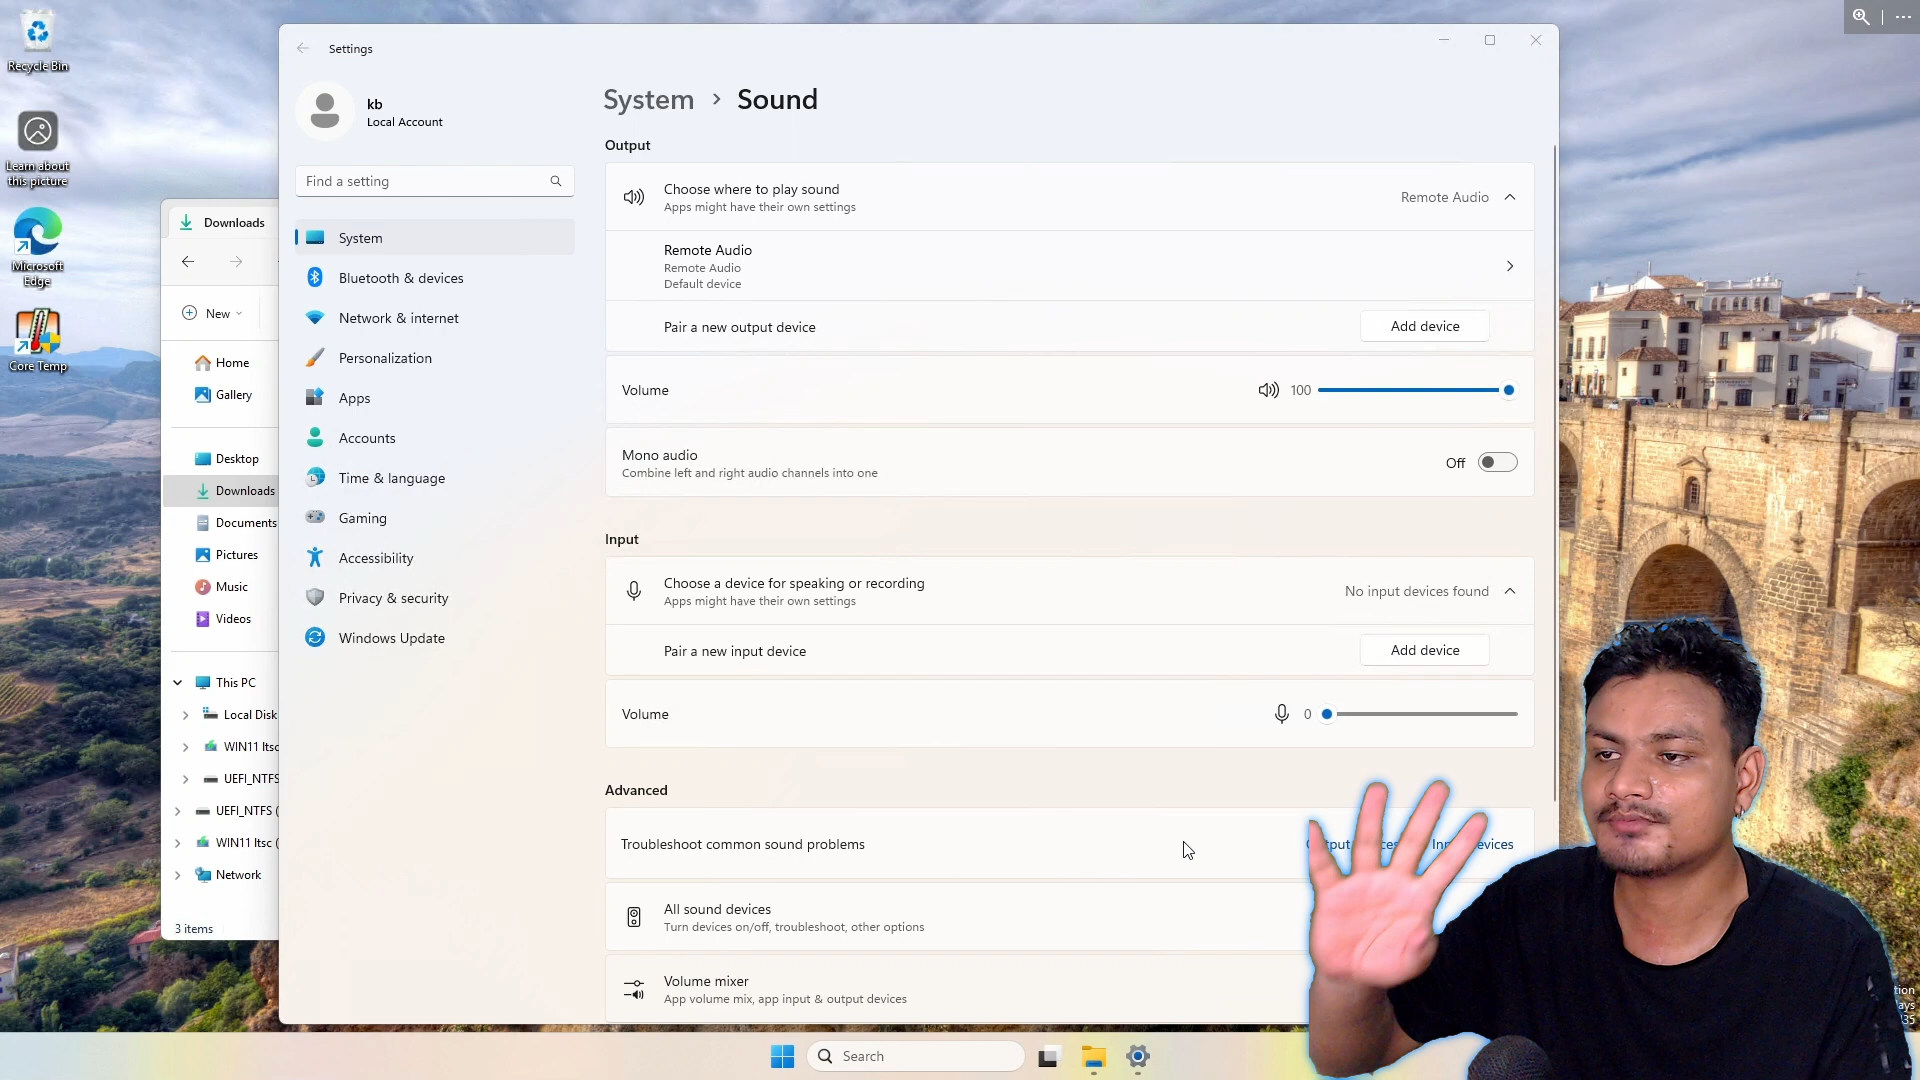 Recycle Bin
Learn about
this picture
Microsoft
Edge
Core Temp
Downloads
New
Home
Gallery
Desktop
Downloads
Documents
Pictures
Music
Videos
This PC
Local Disk
WIN11 ltsc
UEFI_NTFS
UEFI_NTFS (
WIN11 ltsc (
Network
3 items
Settings
kb
Local Account
Find a setting
System
Bluetooth & devices
Network & internet
Personalization
Apps
Accounts
Time & language
Gaming
Accessibility
Privacy & security
Windows Update
System > Sound
Output
Choose where to play sound
Apps might have their own settings
Remote Audio
Remote Audio
Remote Audio
Default device
Pair a new output device
Add device
Volume
100
Mono audio
Combine left and right audio channels into one
Off
Input
Choose a device for speaking or recording
Apps might have their own settings
No input devices found
Pair a new input device
Add device
Volume
0
Advanced
Troubleshoot common sound problems
All sound devices
Turn devices on/off, troubleshoot, other options
Volume mixer
App volume mix, app input & output devices
Search